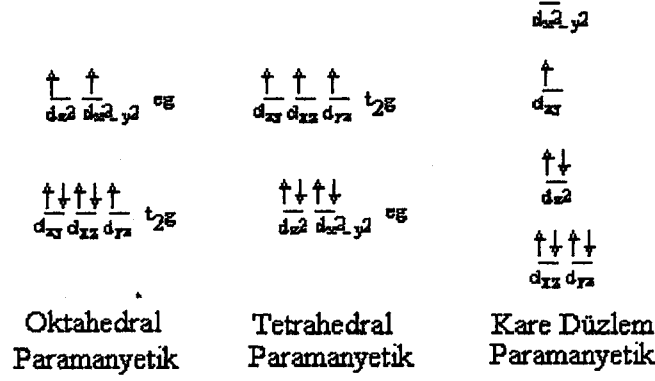 dx²-y²
dz² dx²-y² eg
dxy dxz dyz t2g
dxy
dxy dxz dyz t2g
dz² dx²-y² eg
dz²
dxz dyz
Oktahedral
Paramanyetik
Tetrahedral
Paramanyetik
Kare Düzlem
Paramanyetik